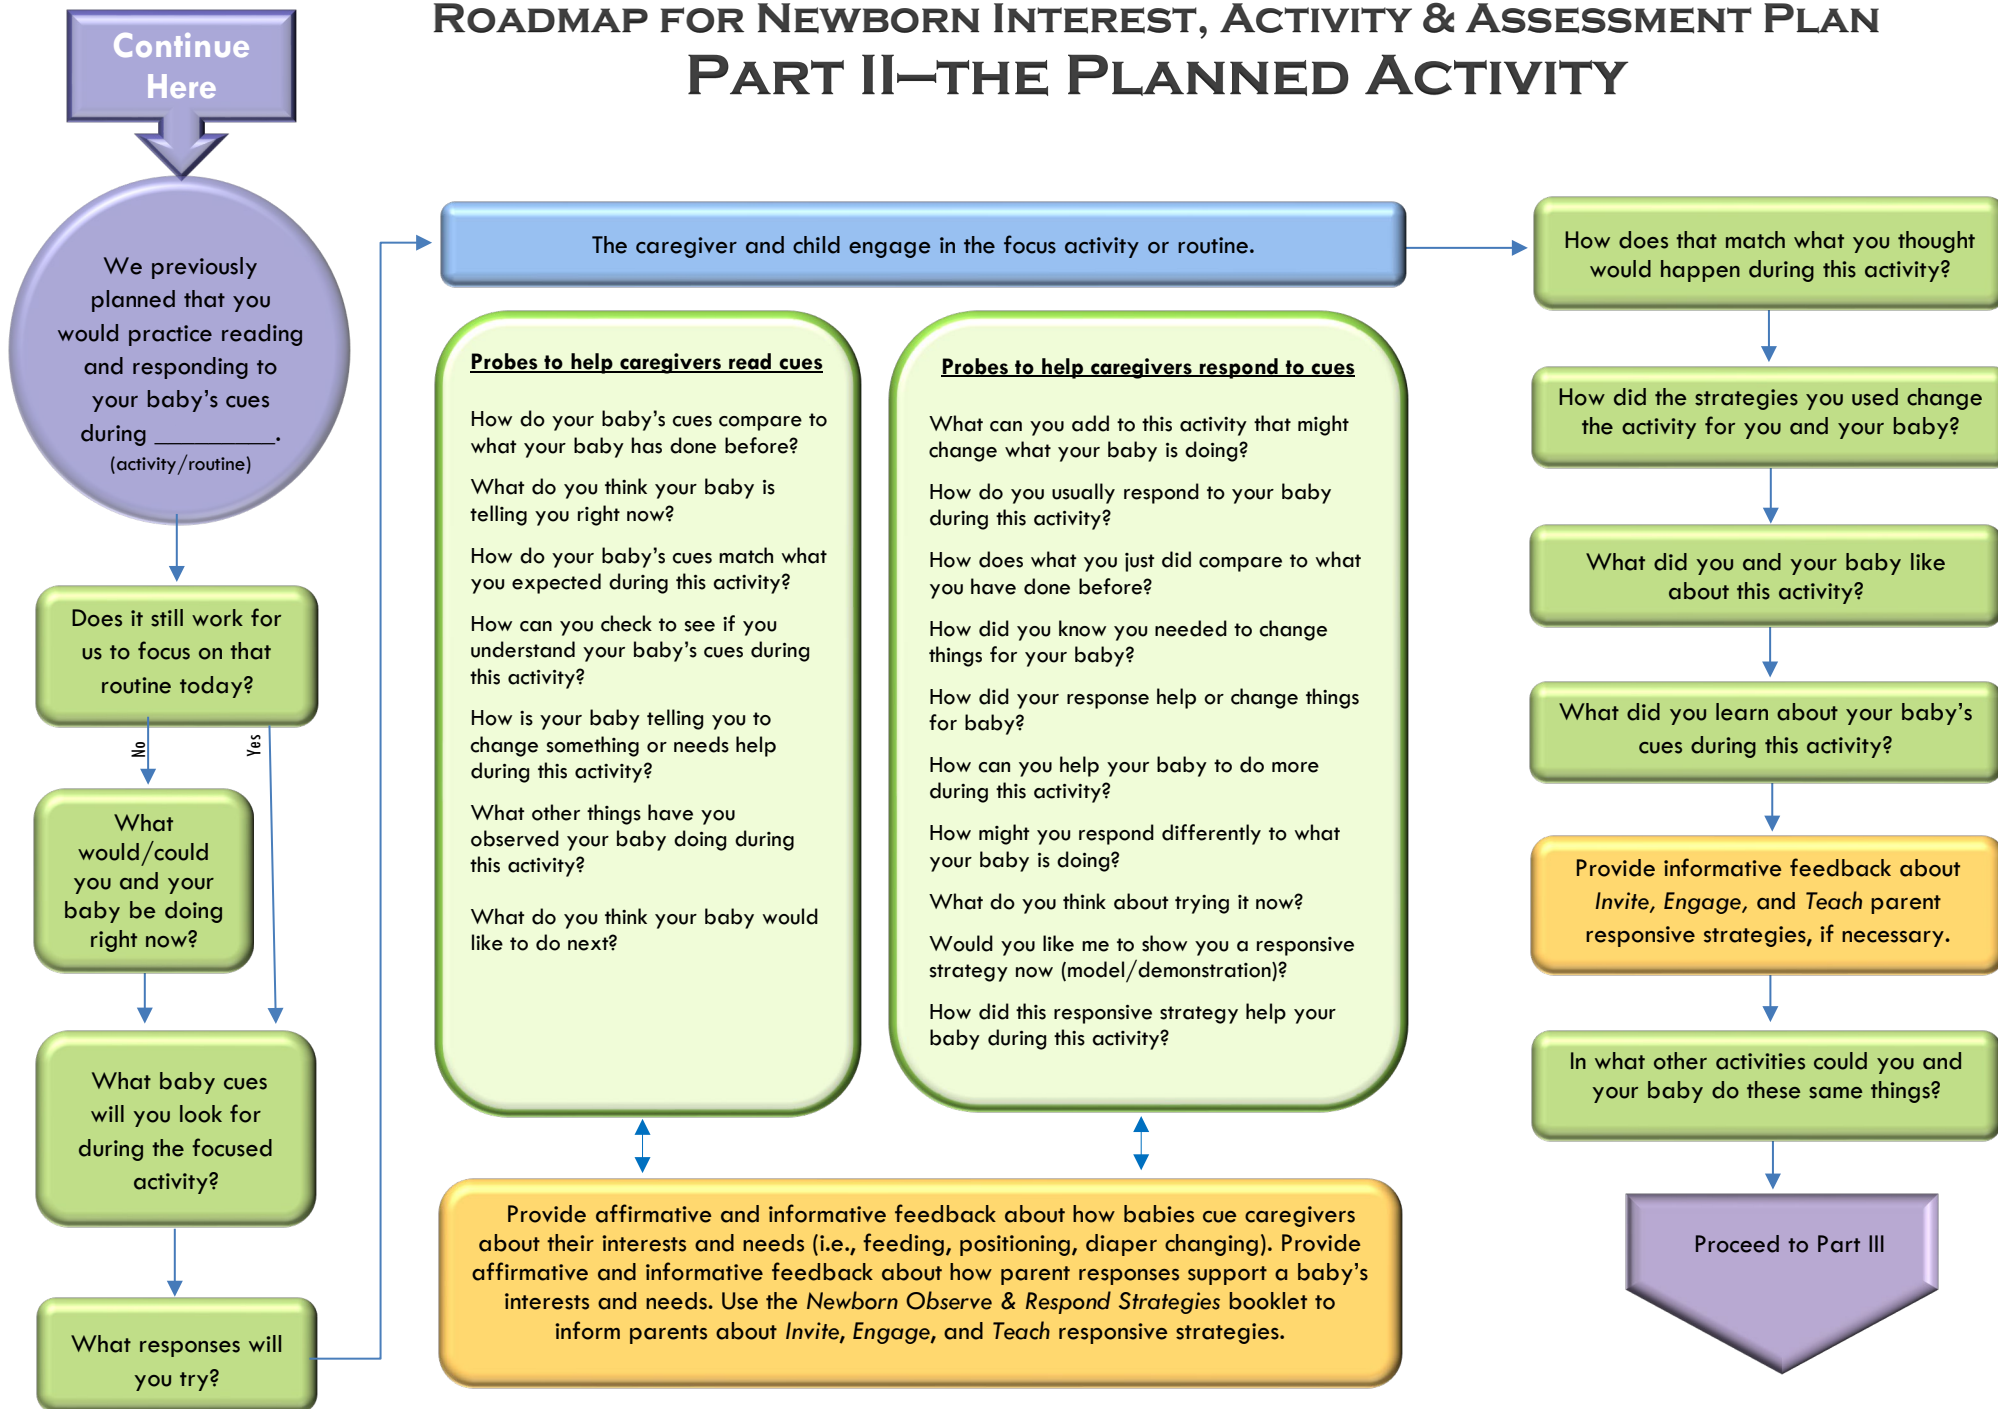 ROADMAP FOR NEWBORN INTEREST, ACTIVITY & ASSESSMENT PLAN
PART II—THE PLANNED ACTIVITY
Continue
Here
We previously
planned that you
would practice reading
and responding to
your baby’s cues
during __________.
(activity/routine)
Does it still work for
us to focus on that
routine today?
No
Yes
What
would/could
you and your
baby be doing
right now?
What baby cues
will you look for
during the focused
activity?
What responses will
you try?
The caregiver and child engage in the focus activity or routine.
Probes to help caregivers read cues
How do your baby’s cues compare to
what your baby has done before?
What do you think your baby is
telling you right now?
How do your baby’s cues match what
you expected during this activity?
How can you check to see if you
understand your baby’s cues during
this activity?
How is your baby telling you to
change something or needs help
during this activity?
What other things have you
observed your baby doing during
this activity?
What do you think your baby would
like to do next?
Probes to help caregivers respond to cues
What can you add to this activity that might
change what your baby is doing?
How do you usually respond to your baby
during this activity?
How does what you just did compare to what
you have done before?
How did you know you needed to change
things for your baby?
How did your response help or change things
for baby?
How can you help your baby to do more
during this activity?
How might you respond differently to what
your baby is doing?
What do you think about trying it now?
Would you like me to show you a responsive
strategy now (model/demonstration)?
How did this responsive strategy help your
baby during this activity?
Provide affirmative and informative feedback about how babies cue caregivers
about their interests and needs (i.e., feeding, positioning, diaper changing). Provide
affirmative and informative feedback about how parent responses support a baby’s
interests and needs. Use the Newborn Observe & Respond Strategies booklet to
inform parents about Invite, Engage, and Teach responsive strategies.
How does that match what you thought
would happen during this activity?
How did the strategies you used change
the activity for you and your baby?
What did you and your baby like
about this activity?
What did you learn about your baby’s
cues during this activity?
Provide informative feedback about
Invite, Engage, and Teach parent
responsive strategies, if necessary.
In what other activities could you and
your baby do these same things?
Proceed to Part III